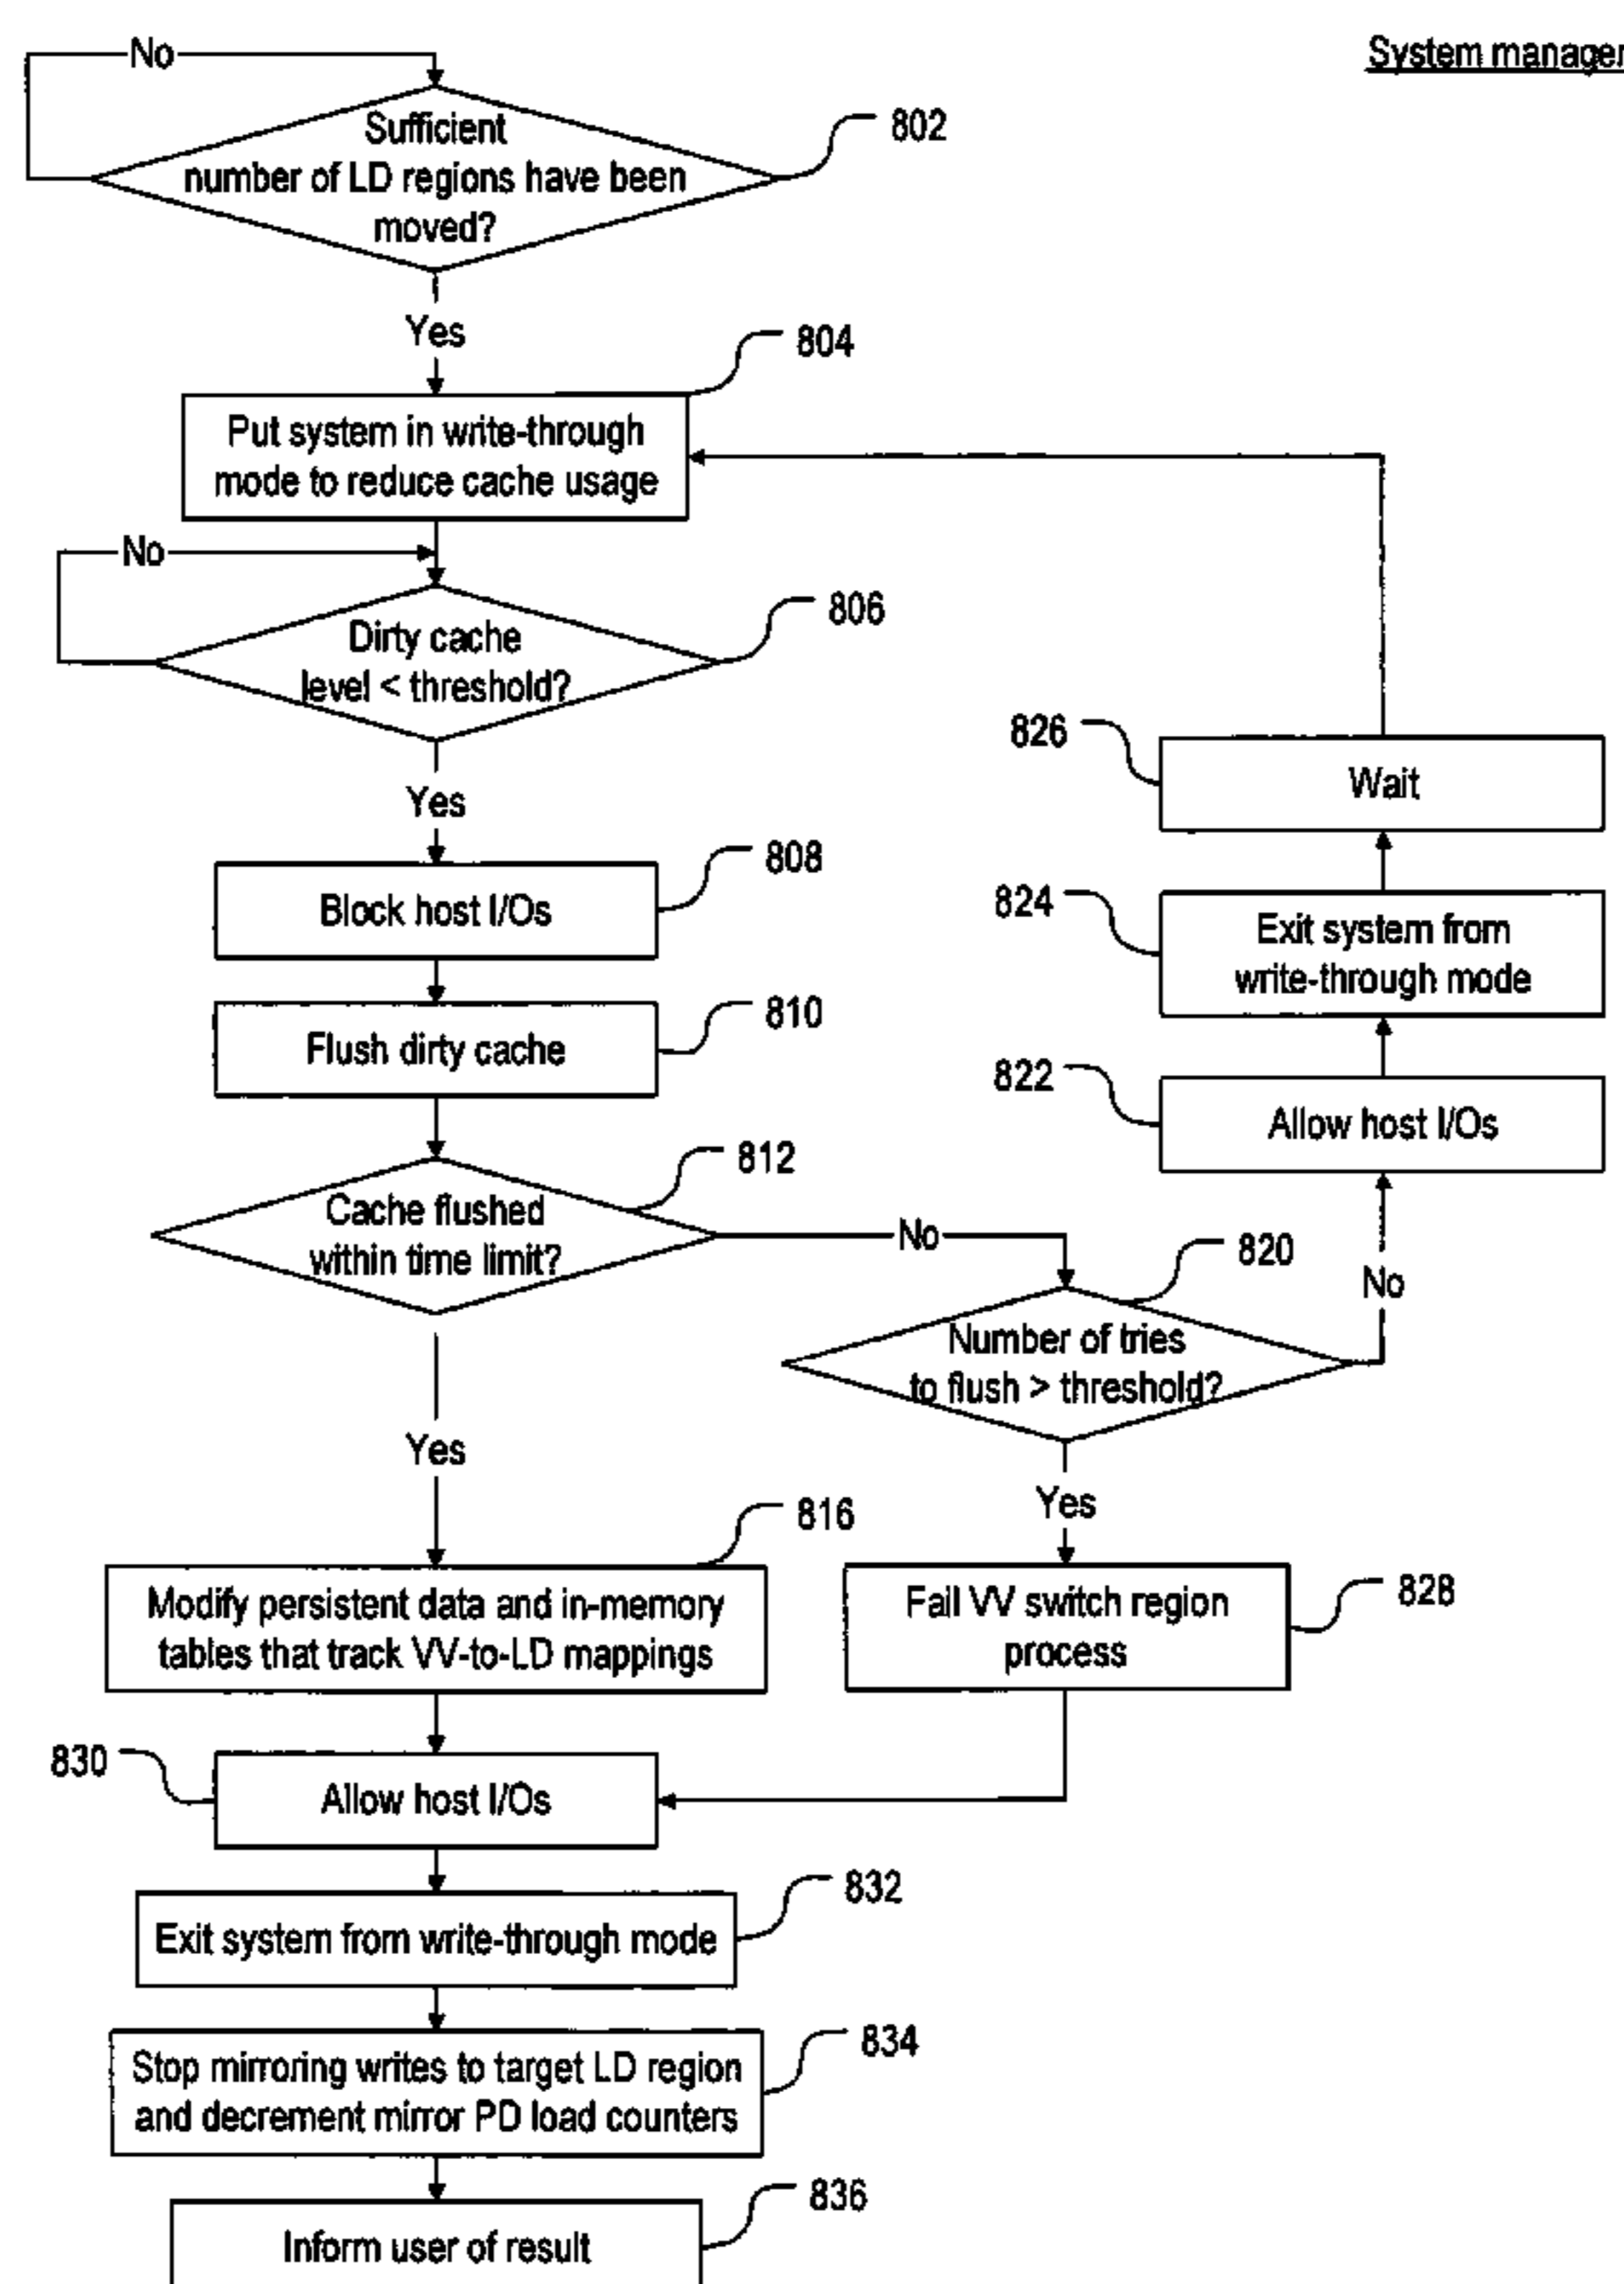 System manager
No
Sufficient
number of LD regions have been
moved?
802
Yes
804
Put system in write-through
mode to reduce cache usage
No
806
Dirty cache
level < threshold?
Yes
826
Wait
808
Block host I/Os
824
Exit system from
write-through mode
810
Flush dirty cache
822
Allow host I/Os
812
Cache flushed
within time limit?
No
820
No
Number of tries
to flush > threshold?
Yes
Yes
816
Modify persistent data and in-memory
tables that track VV-to-LD mappings
Fail VV switch region
process
828
830
Allow host I/Os
832
Exit system from write-through mode
834
Stop mirroring writes to target LD region
and decrement mirror PD load counters
836
Inform user of result